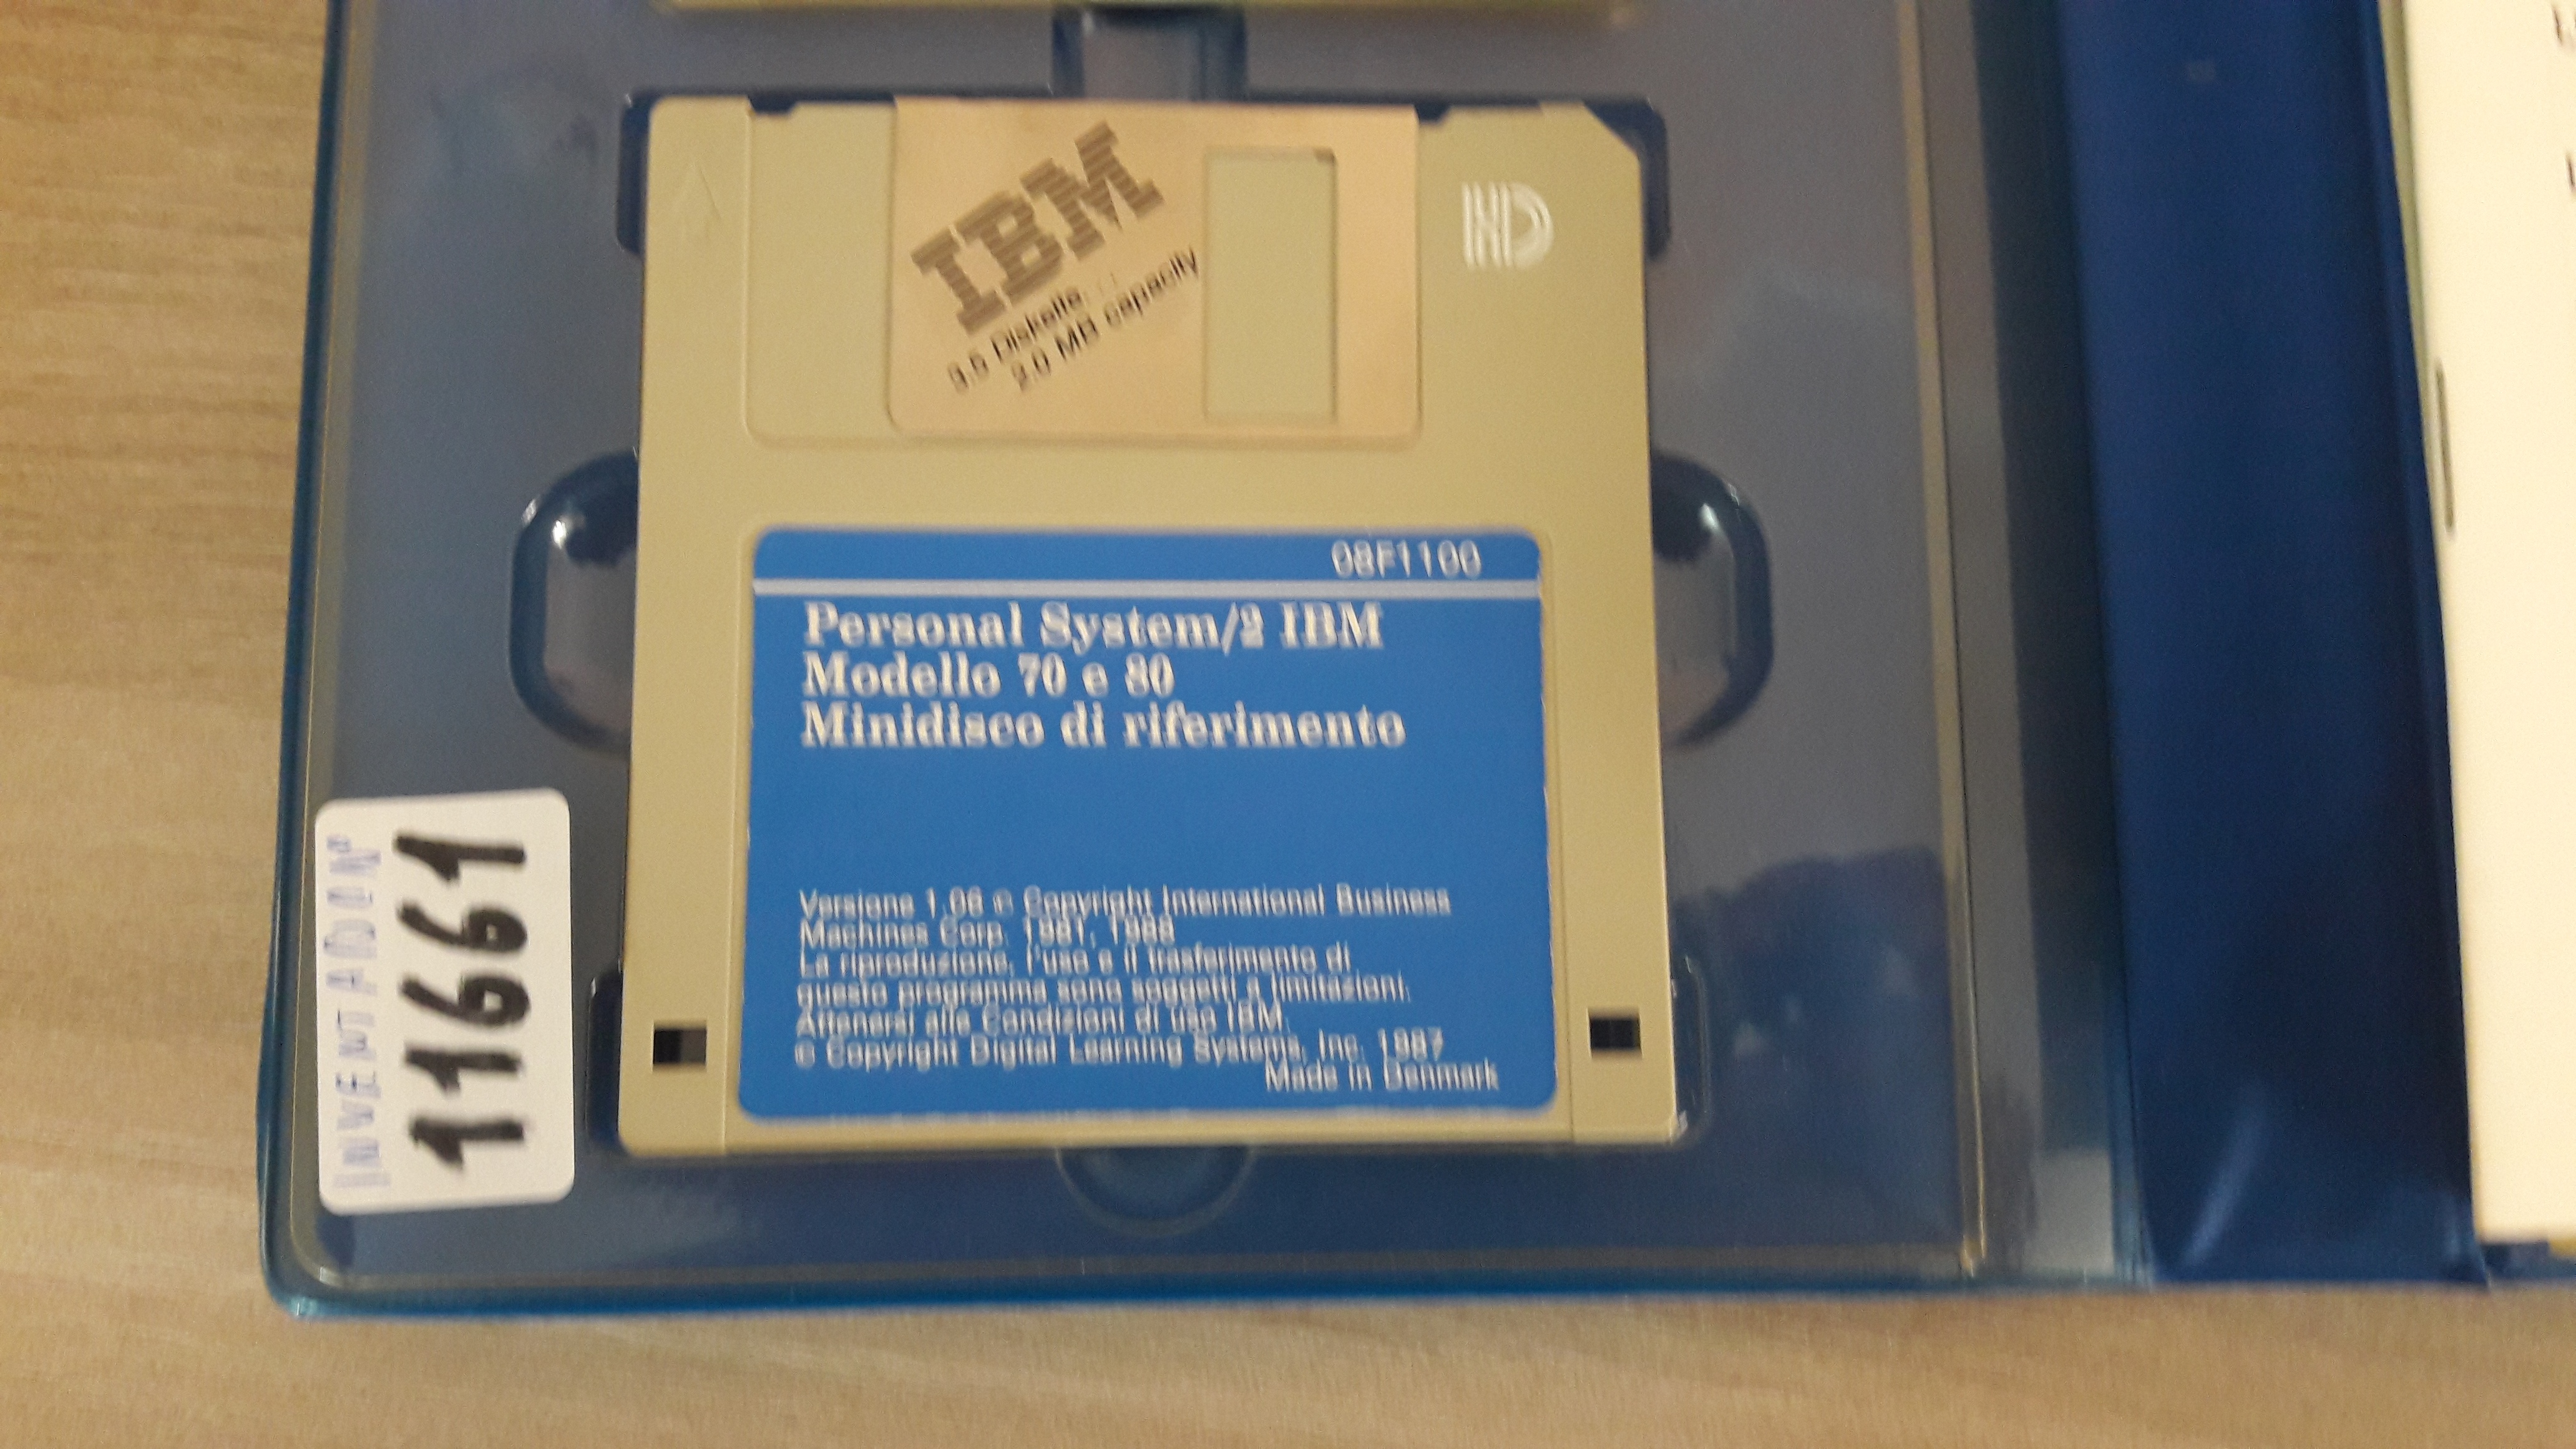 IBM
3.5 Diskette
2.0 MB capacity
HD
08F1100
Personal System/2 IBM
Modello 70 e 80
Minidisco di riferimento
Versione 1.06 © Copyright International Business
Machines Corp. 1981, 1988
La riproduzione, l'uso e il trasferimento di
questo programma sono soggetti a limitazioni.
Attenersi alle Condizioni di uso IBM.
© Copyright Digital Learning Systems, Inc. 1987
Made in Denmark
11661